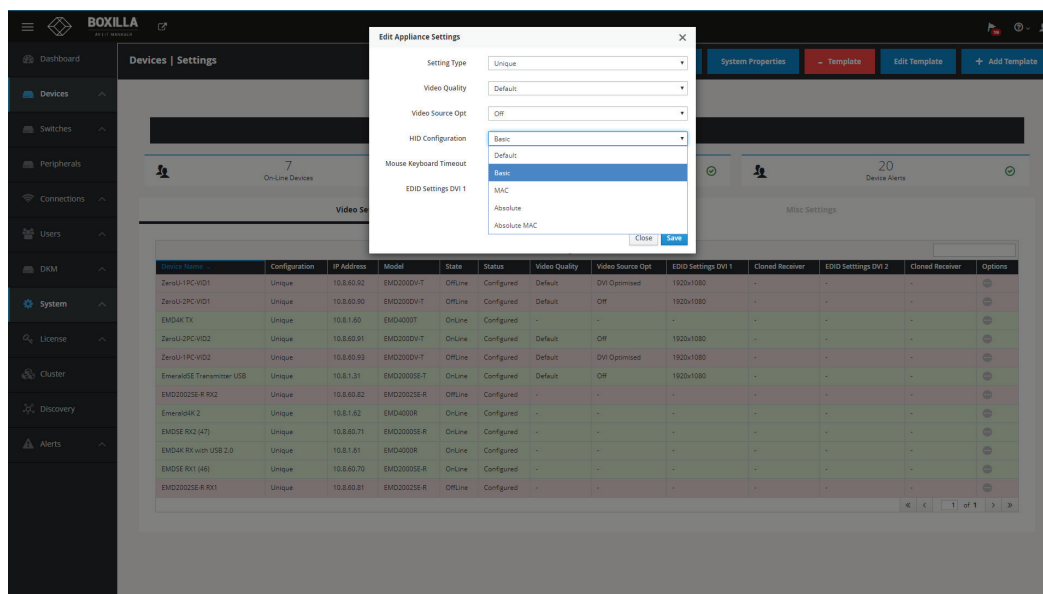 BOXILLA
Dashboard
Devices
Switches
Peripherals
Connections
Users
DKM
System
License
Cluster
Discovery
Alerts
Devices | Settings
System Properties
Template
Edit Template
+ Add Template
Edit Appliance Settings
Setting Type Unique
Video Quality Default
Video Source Opt Off
HID Configuration Basic
Default
Mouse Keyboard Timeout
Basic
EDID Settings DVI 1
MAC
Absolute
Absolute MAC
Close Save
7
On-Line Devices
20
Device Alerts
Video Se
Misc Settings
Device Name Configuration IP Address Model State Status Video Quality Video Source Opt EDID Settings DVI 1 Cloned Receiver EDID Setttings DVI 2 Cloned Receiver Options
ZeroU-1PC-VID1 Unique 10.8.60.92 EMD200DV-T OffLine Configured Default DVI Optimised 1920x1080 - - -
ZeroU-2PC-VID1 Unique 10.8.60.90 EMD200DV-T OffLine Configured Default Off 1920x1080 - - -
EMD4K TX Unique 10.8.1.60 EMD4000T OnLine Configured - - - - - -
ZeroU-2PC-VID2 Unique 10.8.60.91 EMD200DV-T OnLine Configured Default Off 1920x1080 - - -
ZeroU-1PC-VID2 Unique 10.8.60.93 EMD200DV-T OffLine Configured Default DVI Optimised 1920x1080 - - -
EmeraldSE Transmitter USB Unique 10.8.1.31 EMD2000SE-T OnLine Configured Default Off 1920x1080 - - -
EMD2002SE-R RX2 Unique 10.8.60.82 EMD2002SE-R OffLine Configured - - - - - -
Emerald4K 2 Unique 10.8.1.62 EMD4000R OnLine Configured - - - - - -
EMDSE RX2 (47) Unique 10.8.60.71 EMD2000SE-R OnLine Configured - - - - - -
EMD4K RX with USB 2.0 Unique 10.8.1.61 EMD4000R OnLine Configured - - - - - -
EMDSE RX1 (46) Unique 10.8.60.70 EMD2000SE-R OnLine Configured - - - - - -
EMD2002SE-R RX1 Unique 10.8.60.81 EMD2002SE-R OffLine Configured - - - - - -
1 of 1